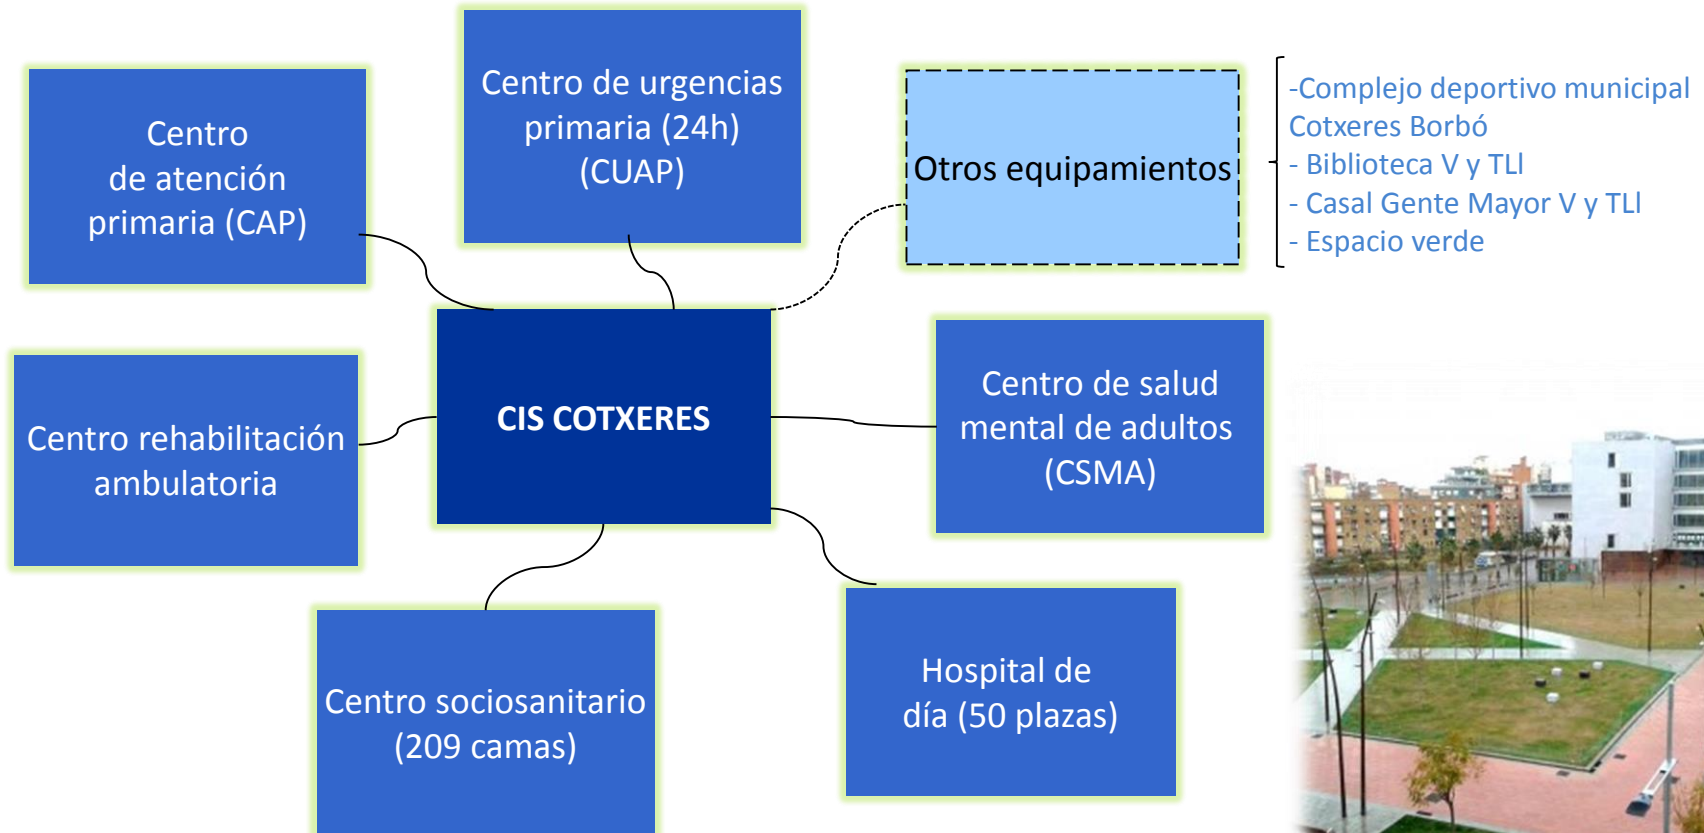 Centro
de atención
primaria (CAP)
Centro de urgencias
primaria (24h)
(CUAP)
Otros equipamientos
-Complejo deportivo municipal
Cotxeres Borbó
- Biblioteca V y TLl
- Casal Gente Mayor V y TLl
- Espacio verde
Centro rehabilitación
ambulatoria
CIS COTXERES
Centro de salud
mental de adultos
(CSMA)
Centro sociosanitario
(209 camas)
Hospital de
día (50 plazas)